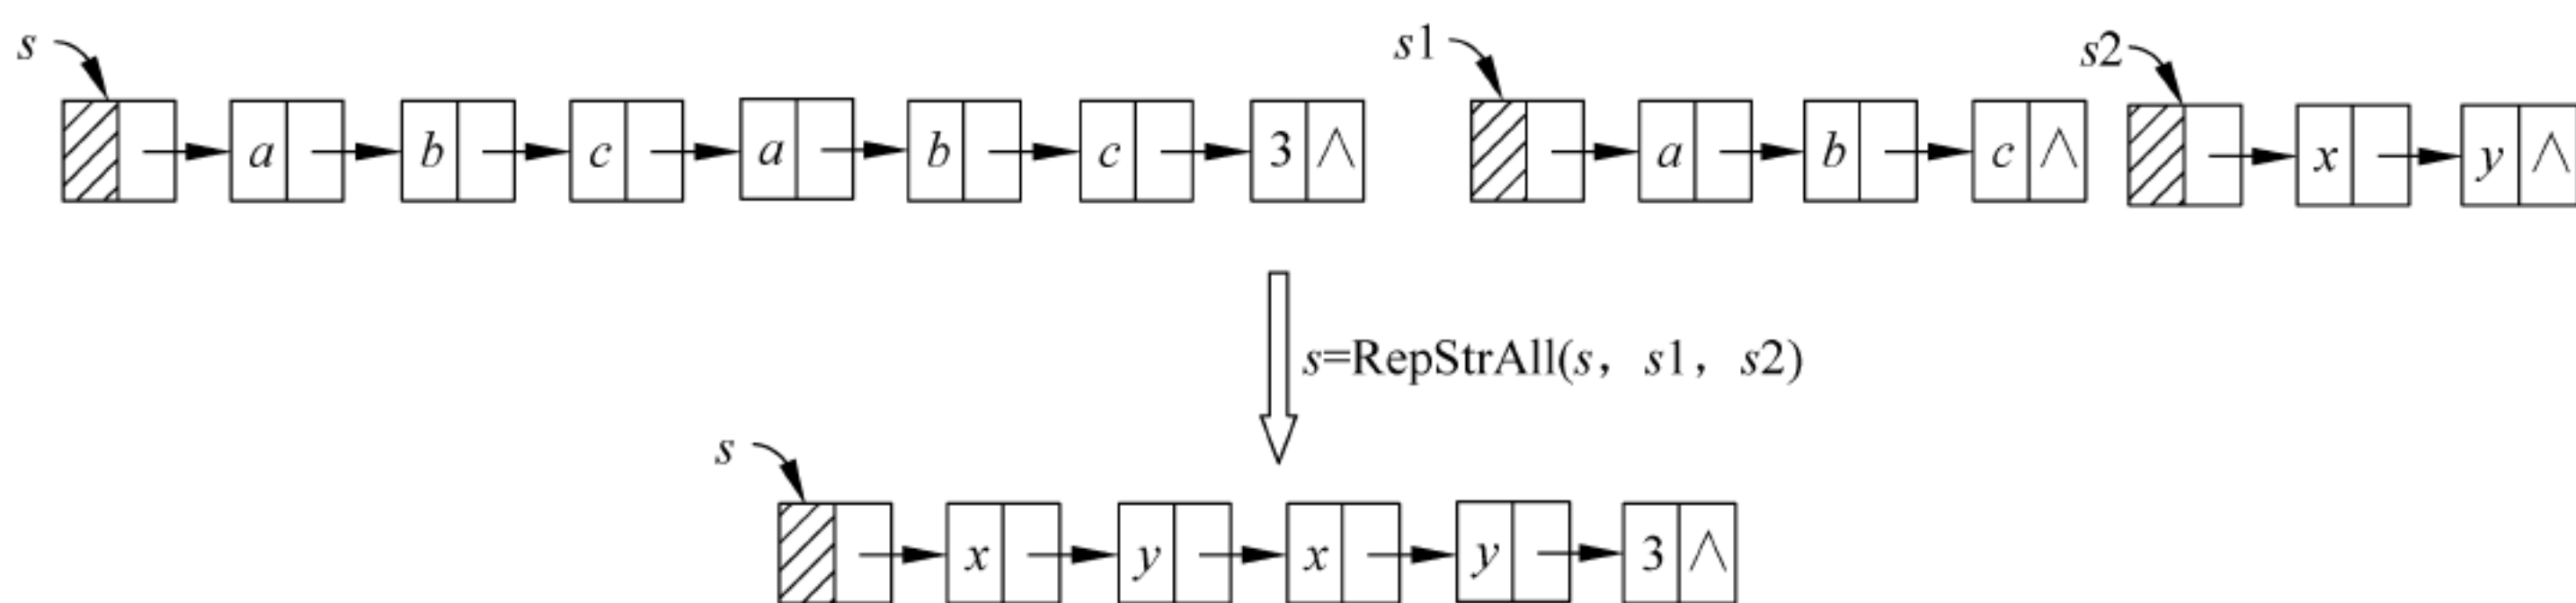 s s1 s2
a b c a b c 3 ∧ a b c ∧ x y ∧
s=RepStrAll(s， s1， s2)
s
x y x y 3 ∧